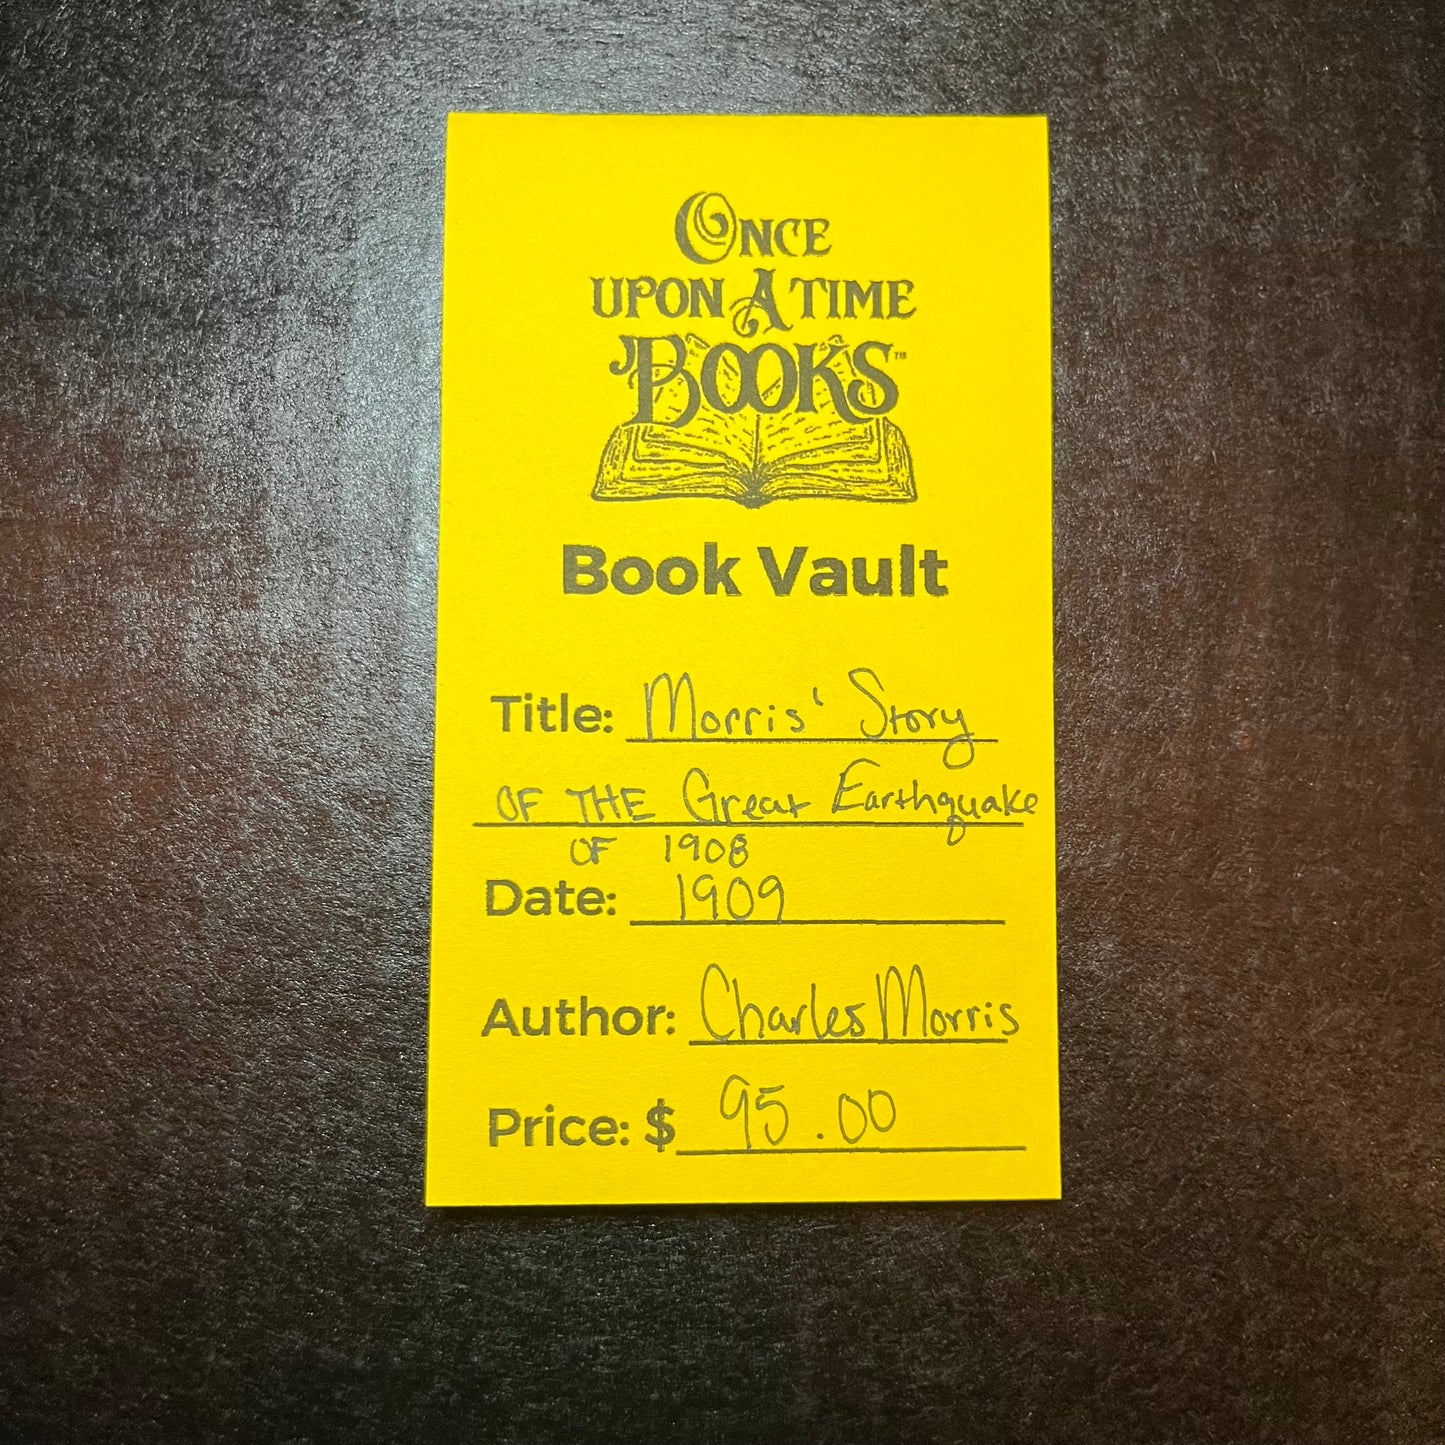 ONCE
UPON A TIME
BOOKS™
Book Vault
Title: Morris' Story
OF THE Great Earthquake
OF 1908
Date: 1909
Author: Charles Morris
Price: $ 95.00